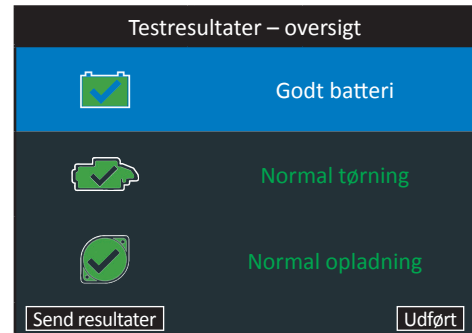 Testresultater – oversigt
Godt batteri
Normal tørning
Normal opladning
Send resultater
Udført